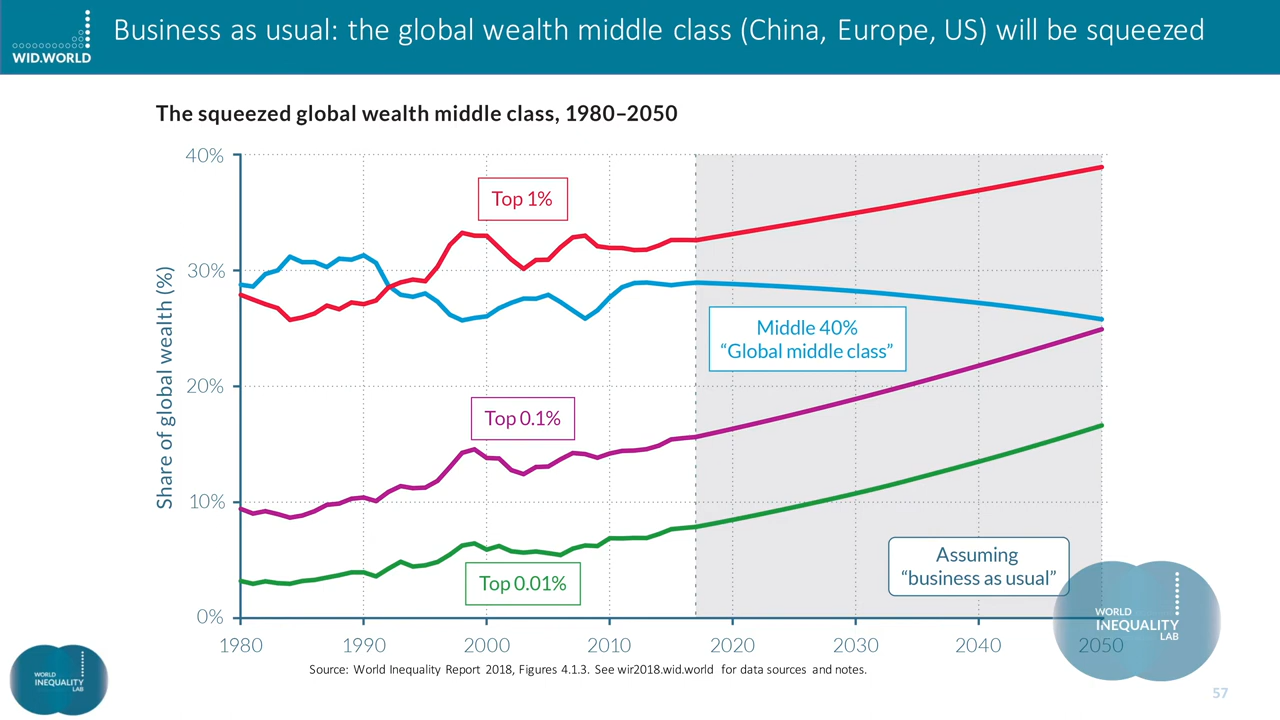 Business as usual: the global wealth middle class (China, Europe, US) will be squeezed
WID.WORLD
The squeezed global wealth middle class, 1980–2050
Share of global wealth (%)
40%
30%
20%
10%
0%
Top 1%
Middle 40%
“Global middle class”
Top 0.1%
Top 0.01%
Assuming
“business as usual”
1980 1990 2000 2010 2020 2030 2040 2050
Source: World Inequality Report 2018, Figures 4.1.3. See wir2018.wid.world for data sources and notes.
WORLD
INEQUALITY
LAB
WORLD
INEQUALITY
LAB
57